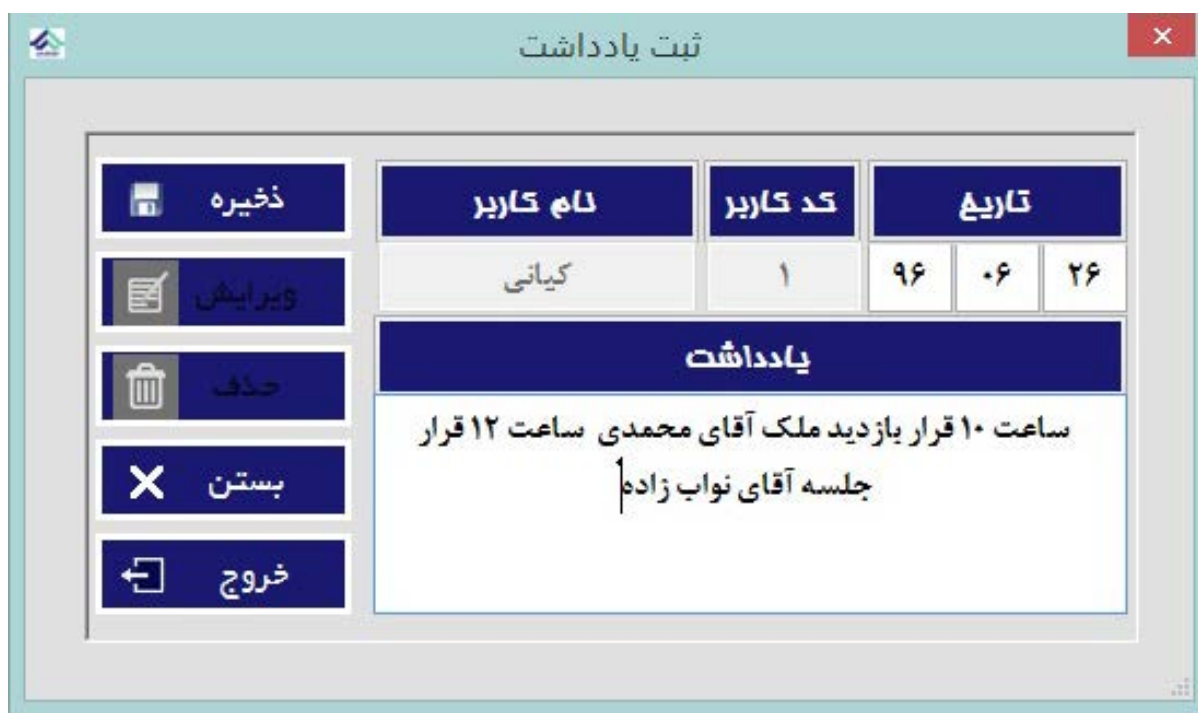 ثبت یادداشت
تاریخ
کد کاربر
نام کاربر
۲۶
۰۶
۹۶
۱
کیانی
یادداشت
ساعت ۱۰ قرار بازدید ملک آقای محمدی ساعت ۱۲ قرار
جلسه آقای نواب زاده
ذخیره
ویرایش
حذف
بستن
خروج